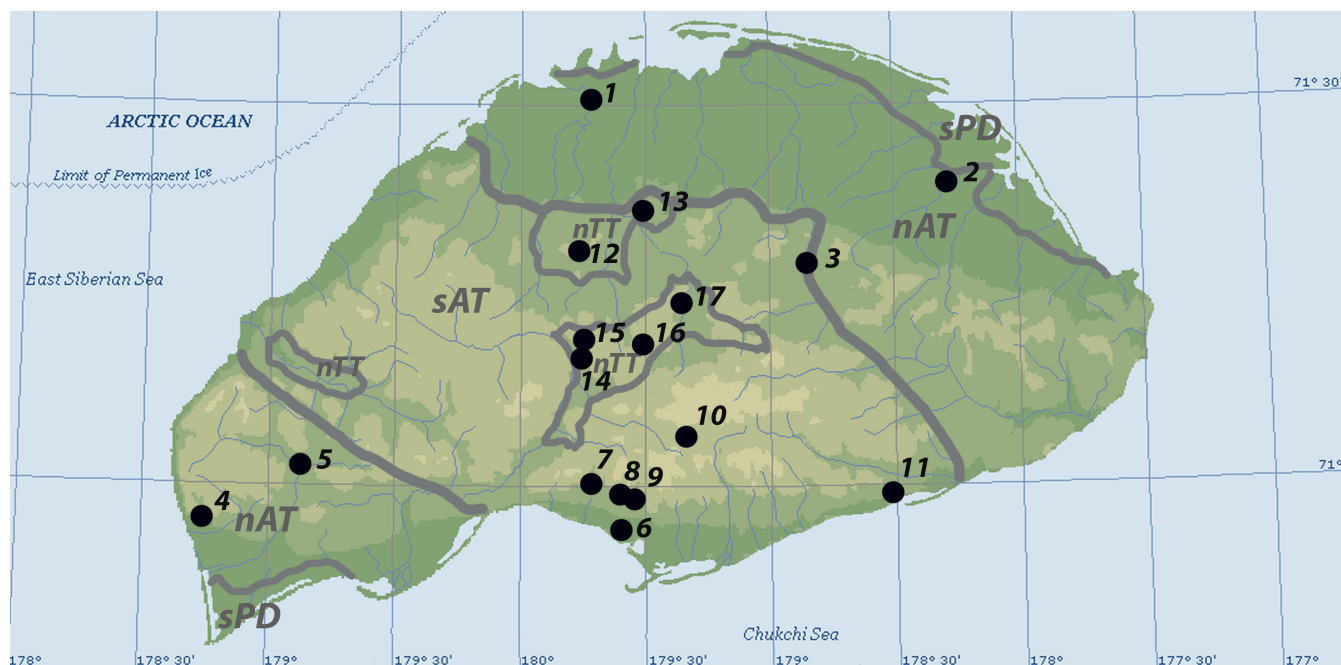 71° 30'
1
ARCTIC OCEAN
sPD
Limit of Permanent Ice
2
13
nAT
nTT
12
3
East Siberian Sea
sAT
17
15
16
nTT
nTT
14
10
7
8
9
11
71°
5
4
nAT
6
sPD
Chukchi Sea
178°
178° 30'
179°
179° 30'
180°
179° 30'
179°
178° 30'
178°
177° 30'
177°